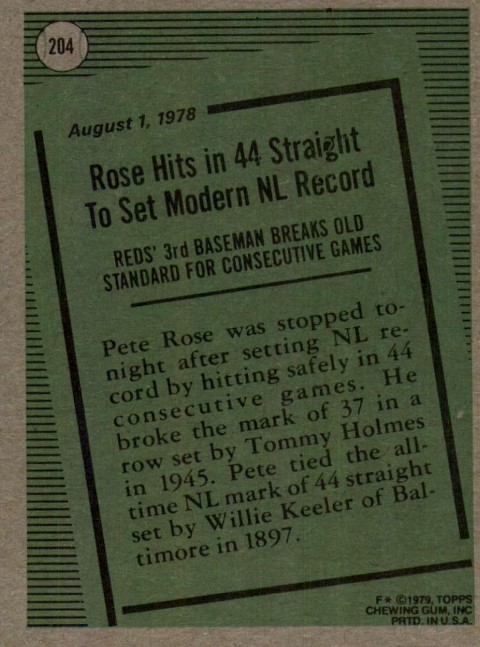 204
August 1, 1978
Rose Hits in 44 Straight
To Set Modern NL Record
REDS' 3rd BASEMAN BREAKS OLD
STANDARD FOR CONSECUTIVE GAMES
Pete Rose was stopped to-
night after setting NL re-
cord by hitting safely in 44
consecutive games. He
broke the mark of 37 in a
row set by Tommy Holmes
in 1945. Pete tied the all-
time NL mark of 44 straight
set by Willie Keeler of Bal-
timore in 1897.
F* ©1979, TOPPS
CHEWING GUM, INC
PRTD. IN U.S.A.